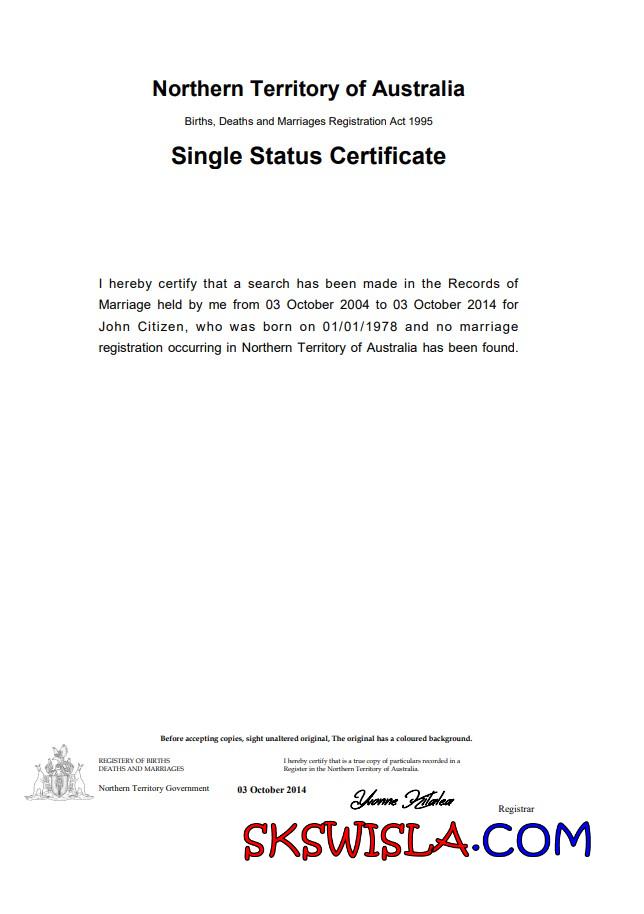 Northern Territory of Australia
Births, Deaths and Marriages Registration Act 1995
Single Status Certificate
I hereby certify that a search has been made in the Records of
Marriage held by me from 03 October 2004 to 03 October 2014 for
John Citizen, who was born on 01/01/1978 and no marriage
registration occurring in Northern Territory of Australia has been found.
Before accepting copies, sight unaltered original, The original has a coloured background.
REGISTERY OF BIRTHS
DEATHS AND MARRIAGES
I hereby certify that is a true copy of particulars recorded in a
Register in the Northern Territory of Australia.
Northern Territory Government
03 October 2014
Yvonne
Registrar
SKSWISLA.COM